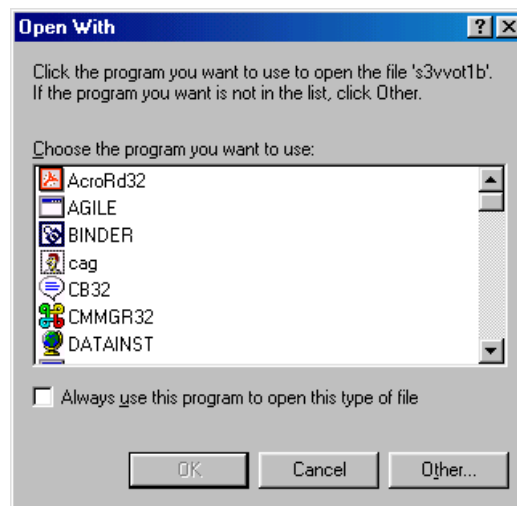 Open With
Click the program you want to use to open the file 's3vvot1b'.
If the program you want is not in the list, click Other.
Choose the program you want to use:
AcroRd32
AGILE
BINDER
cag
CB32
CMMGR32
DATAINST
Always use this program to open this type of file
OK
Cancel
Other...